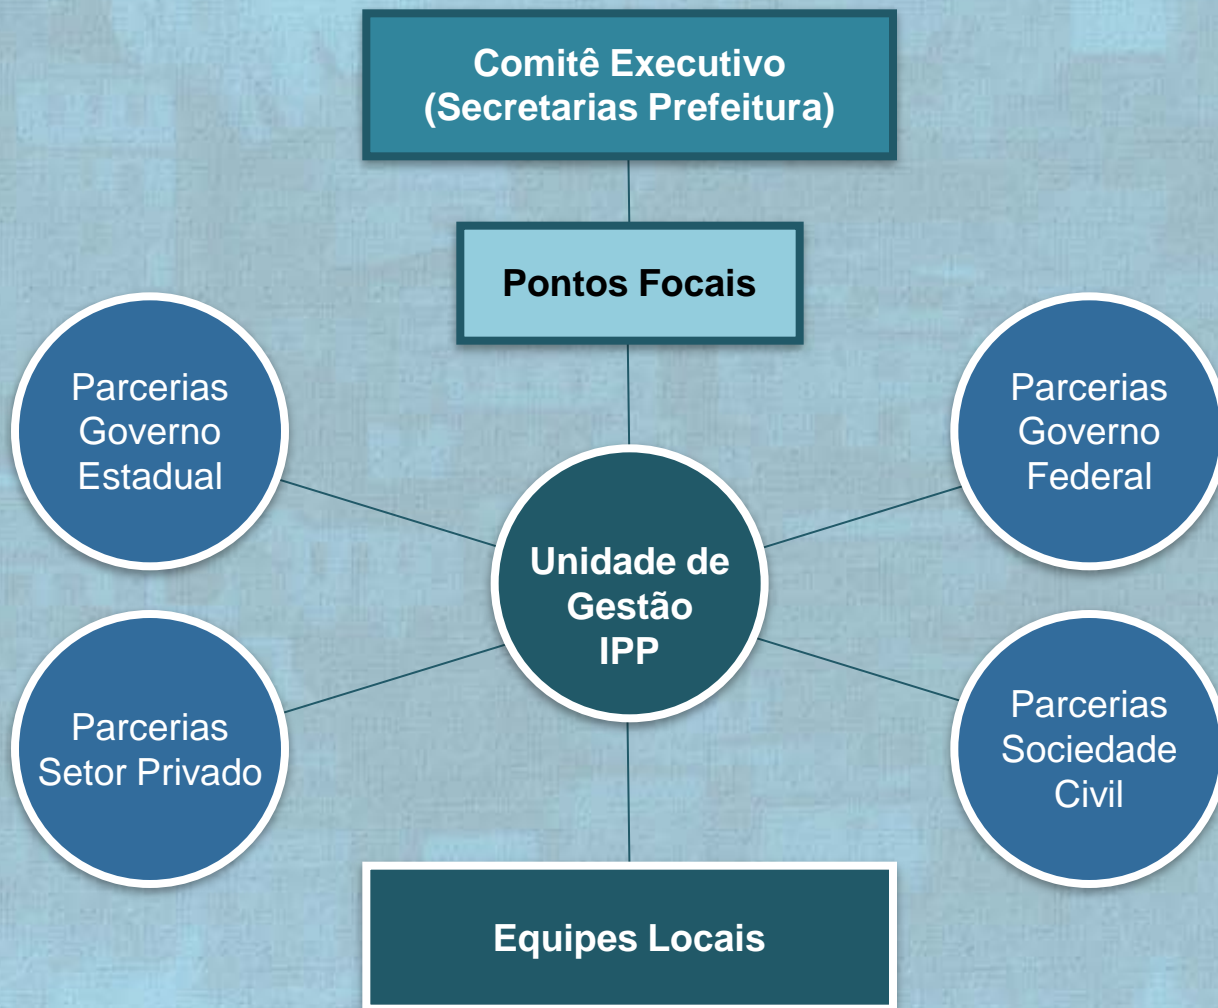 Comitê Executivo
(Secretarias Prefeitura)
Pontos Focais
Parcerias
Governo
Estadual
Parcerias
Governo
Federal
Unidade de
Gestão
IPP
Parcerias
Setor Privado
Parcerias
Sociedade
Civil
Equipes Locais